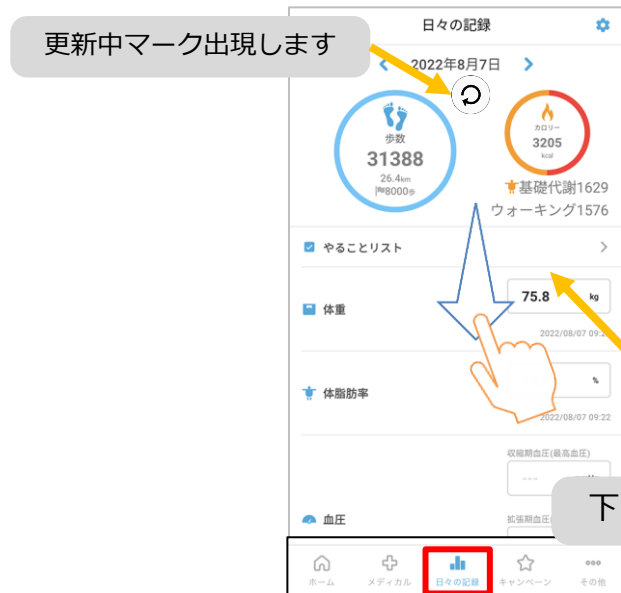 更新中マーク出現します
日々の記録
2022年8月7日
歩数
31388
26.4km
8000歩
カロリー
3205
kcal
基礎代謝1629
ウォーキング1576
やることリスト
体重
75.8 kg
2022/08/07 09:2
体脂肪率
%
2022/08/07 09:22
収縮期血圧(最高血圧)
---
血圧
拡張期血圧
下
ホーム
メディカル
日々の記録
キャンペーン
その他